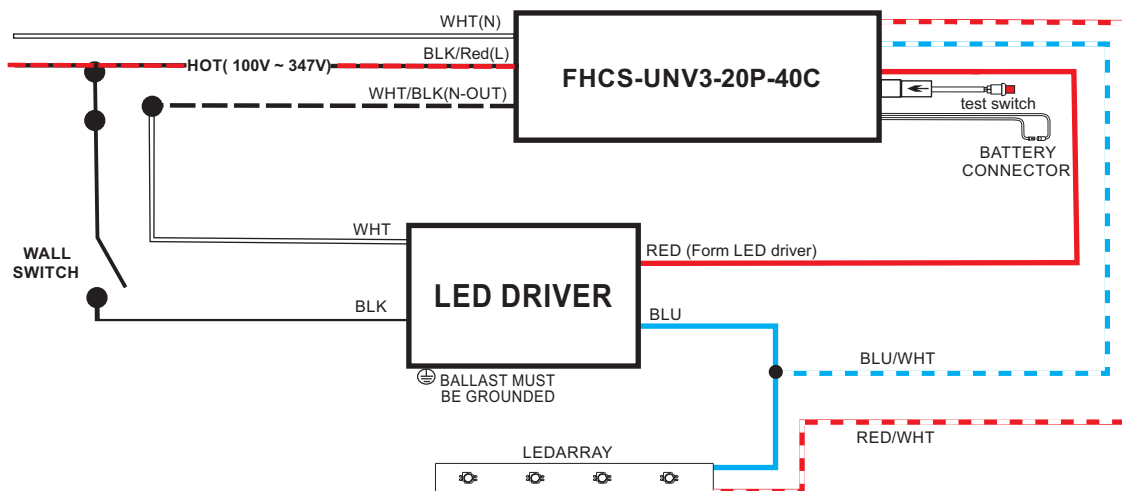 WHT(N)
BLK/Red(L)
HOT( 100V ~ 347V)
WHT/BLK(N-OUT)
FHCS-UNV3-20P-40C
test switch
BATTERY
CONNECTOR
WHT
RED (Form LED driver)
WALL
SWITCH
LED DRIVER
BLK
BLU
BLU/WHT
BALLAST MUST
BE GROUNDED
RED/WHT
LEDARRAY